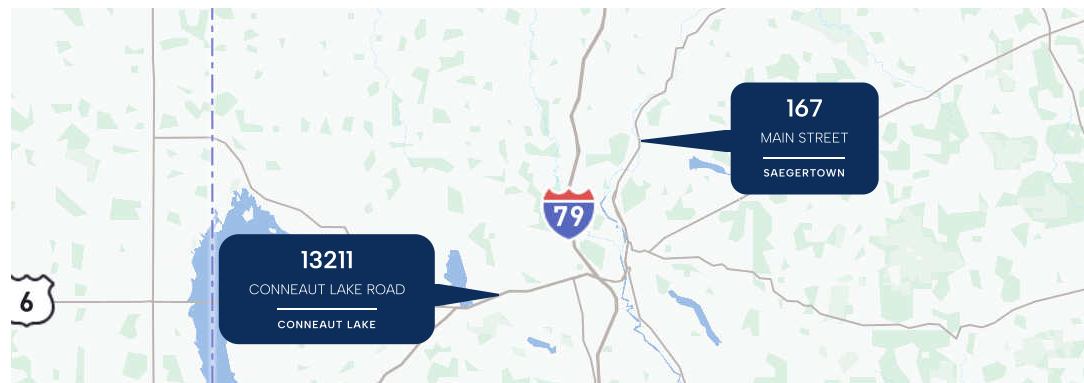 167
MAIN STREET
SAEGERTOWN
79
13211
CONNEAUT LAKE ROAD
CONNEAUT LAKE
6